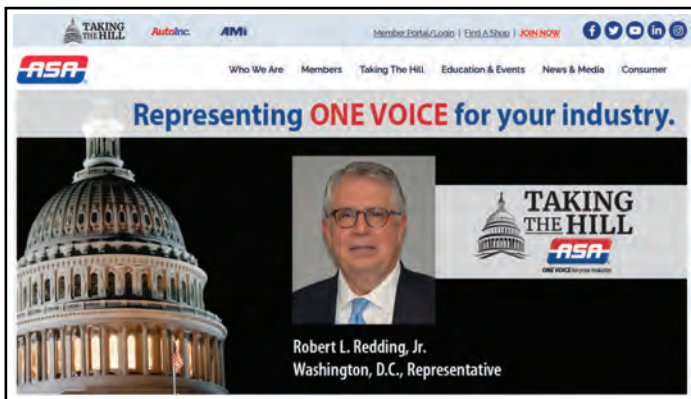 TAKING
THE HILL
AutoInc.
AMi
Member Portal/Login | Find A Shop | JOIN NOW
ASA
Who We Are Members Taking The Hill Education & Events News & Media Consumer
Representing ONE VOICE for your industry.
TAKING
THE HILL
ASA
ONE VOICE for your industry
Robert L. Redding, Jr.
Washington, D.C., Representative